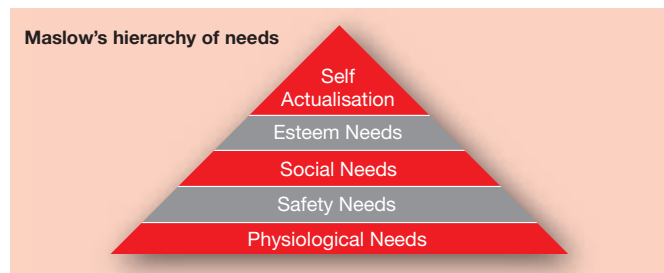 Maslow's hierarchy of needs
Self
Actualisation
Esteem Needs
Social Needs
Safety Needs
Physiological Needs